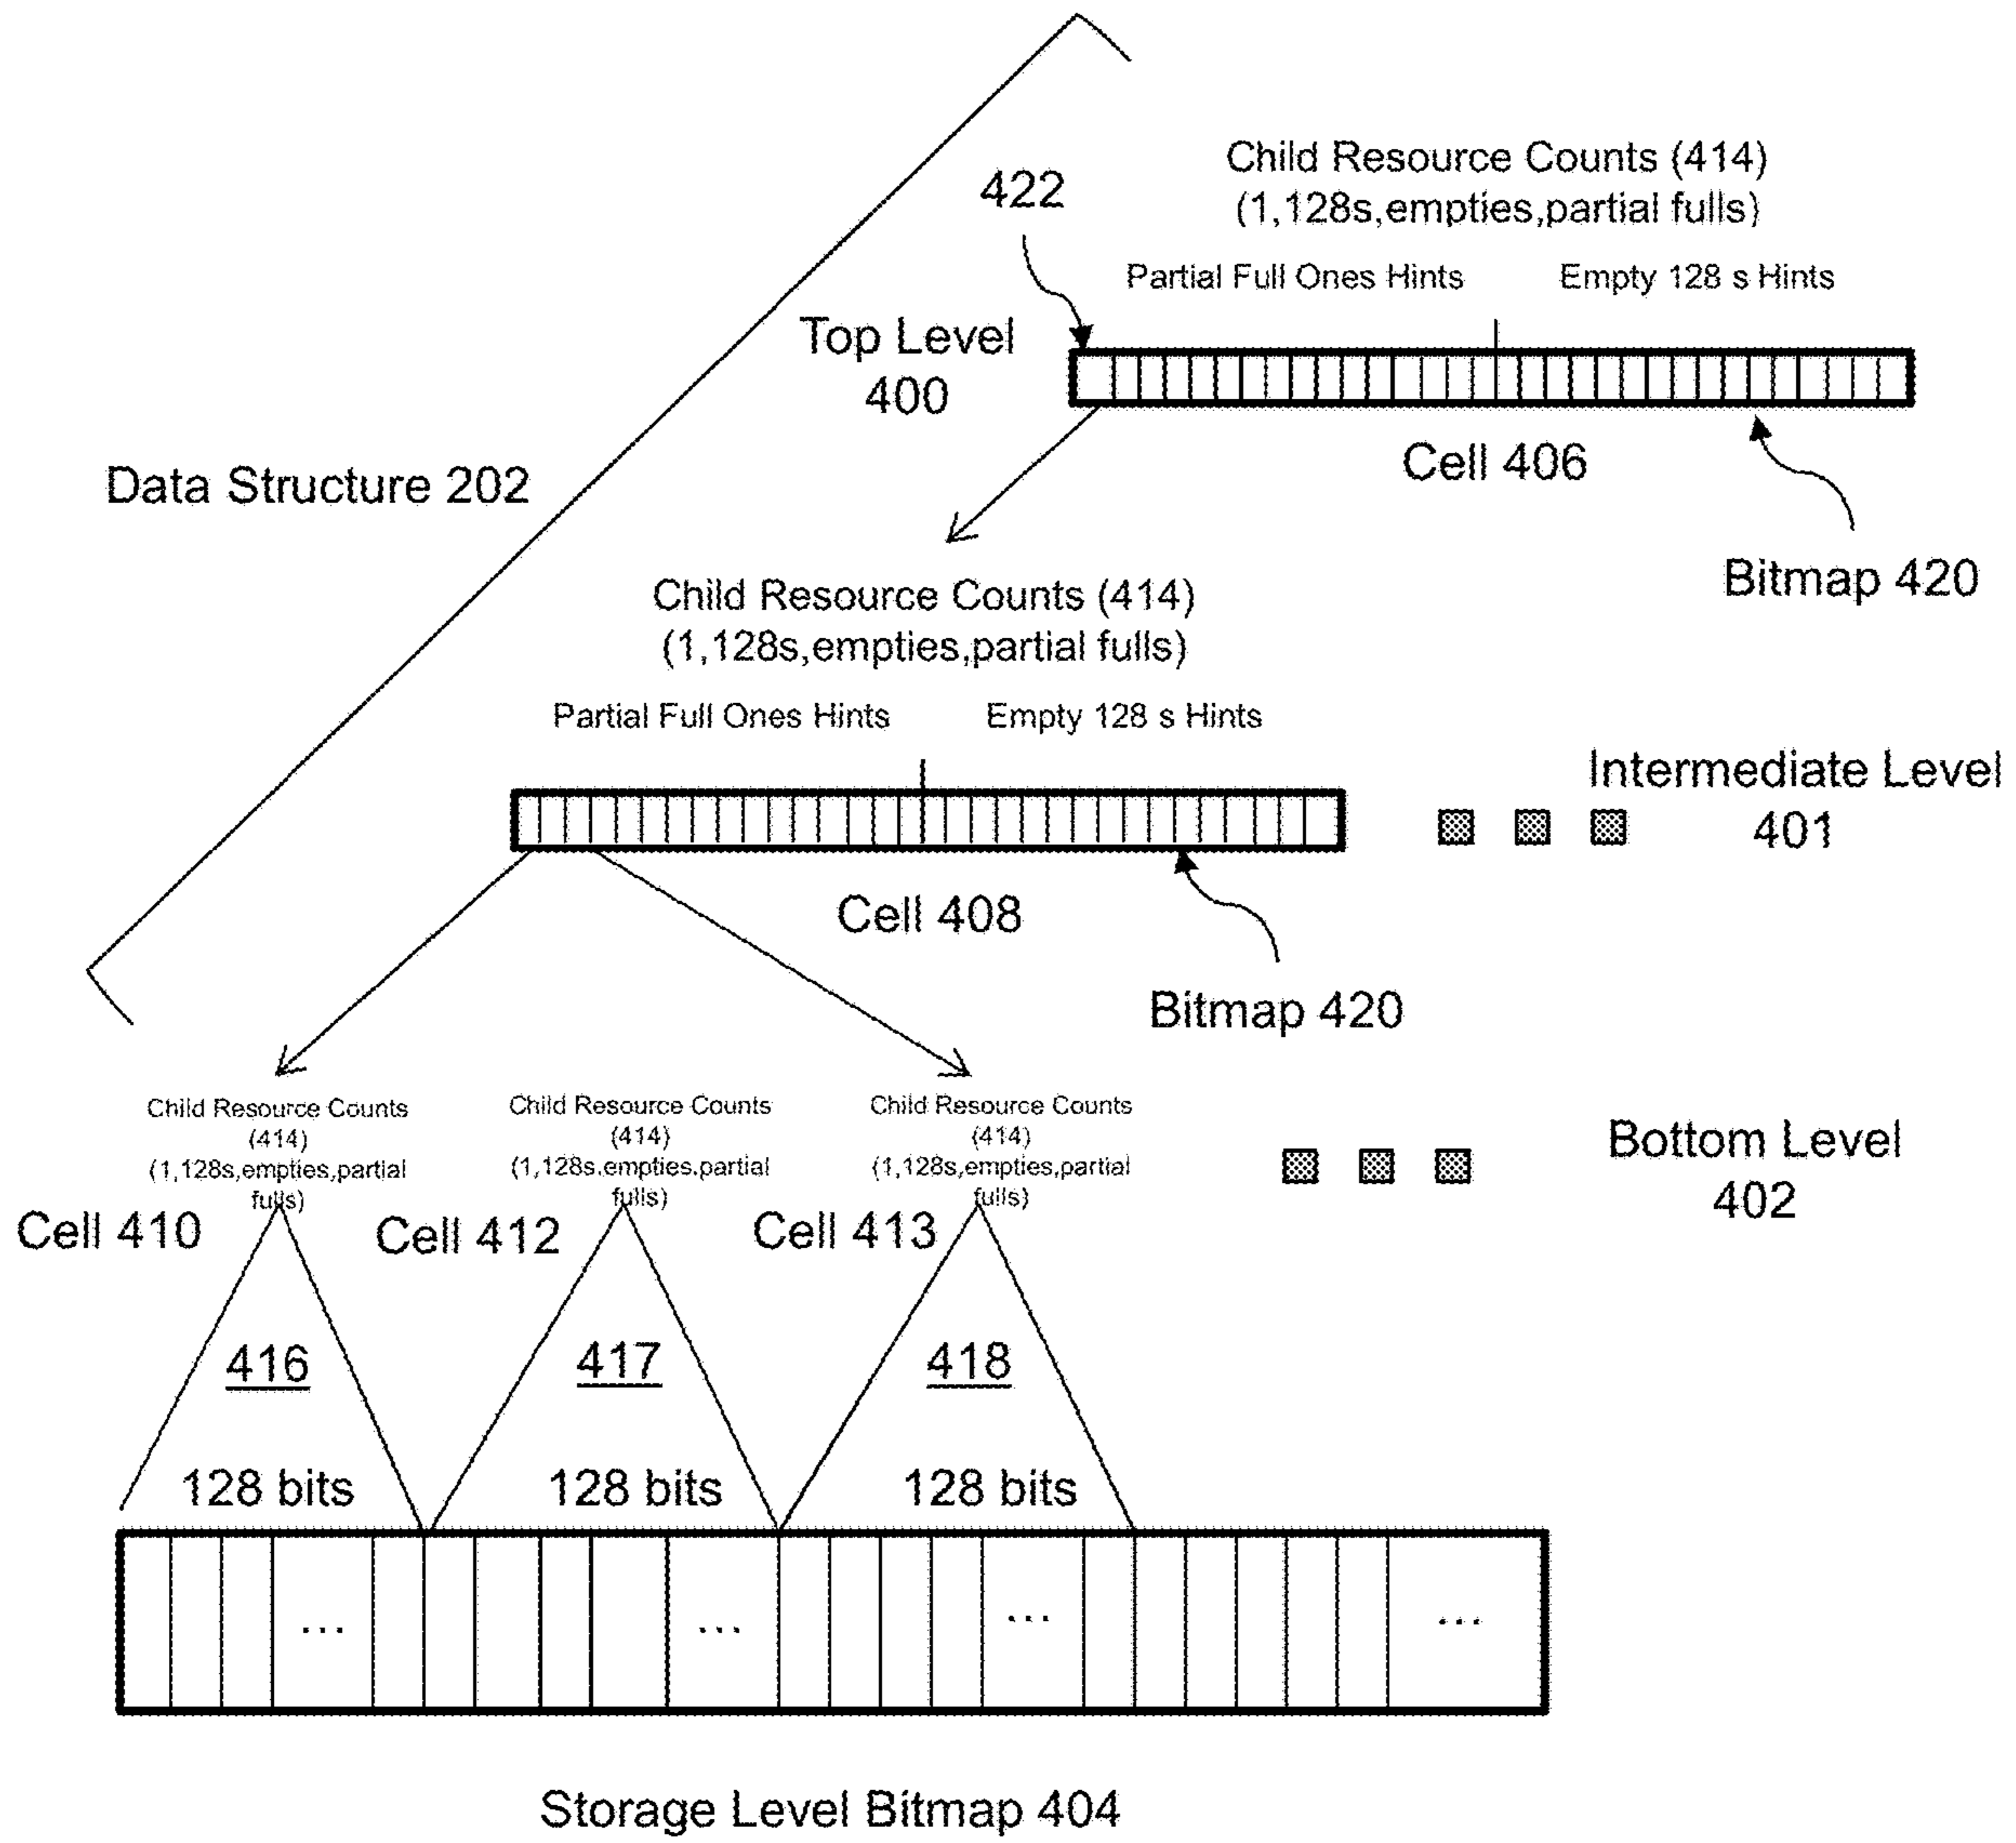 Child Resource Counts (414)
(1,128s,empties,partial fulls)
422
Partial Full Ones Hints
Empty 128 s Hints
Top Level
400
Cell 406
Data Structure 202
Bitmap 420
Child Resource Counts (414)
(1,128s,empties,partial fulls)
Partial Full Ones Hints
Empty 128 s Hints
Intermediate Level
401
Cell 408
Bitmap 420
Child Resource Counts
(414)
(1,128s,empties,partial
fulls)
Child Resource Counts
(414)
(1,128s,empties,partial
fulls)
Child Resource Counts
(414)
(1,128s,empties,partial
fulls)
Bottom Level
402
Cell 410
Cell 412
Cell 413
416
417
418
128 bits
128 bits
128 bits
...
...
...
...
Storage Level Bitmap 404